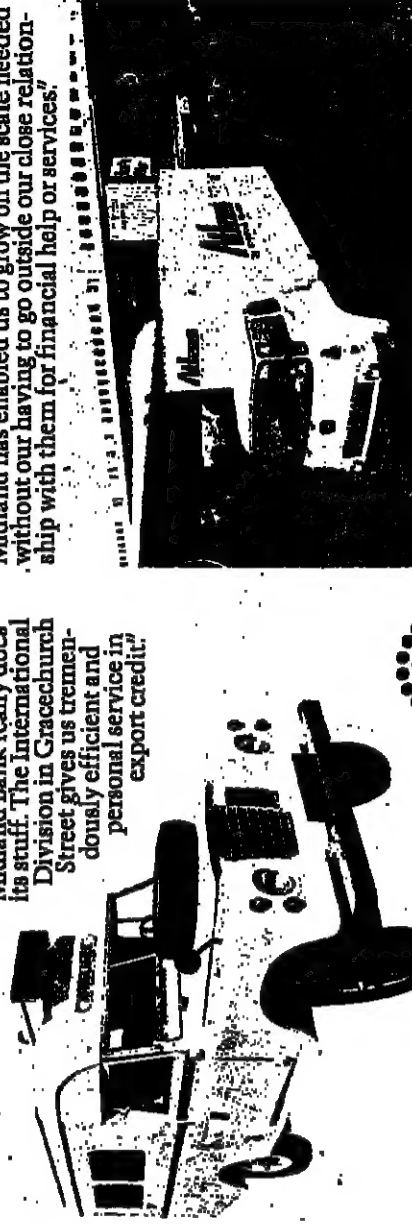 Midland Bank really does
its stuff. The International
Division in Gracechurch
Street gives us tremen-
dously efficient and
personal service in
export credit."
Midland has enabled us to grow on the scale needed
without our having to go outside our close relation-
ship with them for financial help or services."